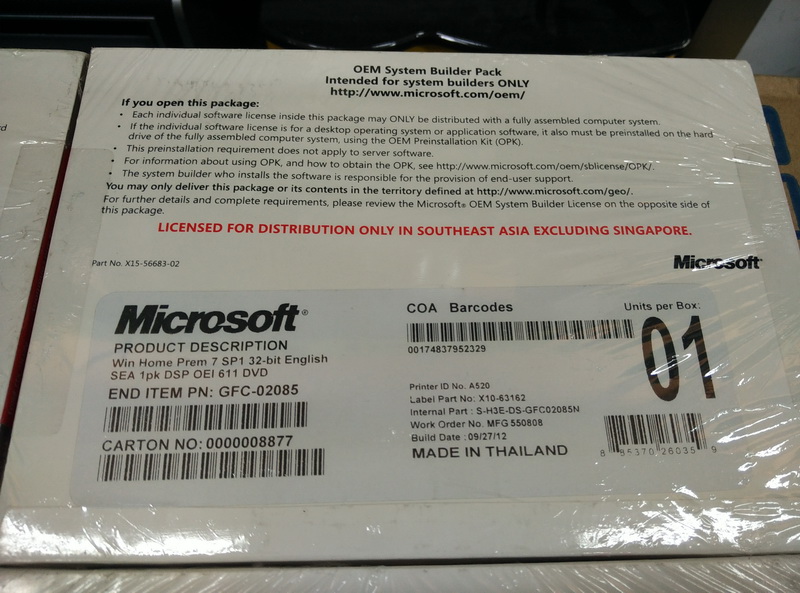 OEM System Builder Pack
Intended for system builders ONLY
http://www.microsoft.com/oem/
If you open this package:
• Each individual software license inside this package may ONLY be distributed with a fully assembled computer system.
• If the individual software license is for a desktop operating system or application software, it also must be preinstalled on the hard
drive of the fully assembled computer system, using the OEM Preinstallation Kit (OPK).
• This preinstallation requirement does not apply to server software.
• For information about using OPK, and how to obtain the OPK, see http://www.microsoft.com/oem/sblicense/OPK/.
• The system builder who installs the software is responsible for the provision of end-user support.
You may only deliver this package or its contents in the territory defined at http://www.microsoft.com/geo/.
For further details and complete requirements, please review the Microsoft® OEM System Builder License on the opposite side of
this package.
LICENSED FOR DISTRIBUTION ONLY IN SOUTHEAST ASIA EXCLUDING SINGAPORE.
Part No. X15-56683-02
Microsoft
Microsoft®
PRODUCT DESCRIPTION
Win Home Prem 7 SP1 32-bit English
SEA 1pk DSP OEI 611 DVD
END ITEM PN: GFC-02085
CARTON NO: 0000008877
COA Barcodes
00174837952329
Units per Box:
01
Printer ID No. A520
Label Part No: X10-63162
Internal Part : S-H3E-DS-GFC02085N
Work Order No. MFG550808
Build Date : 09/27/12
MADE IN THAILAND
8 85370 26035 9